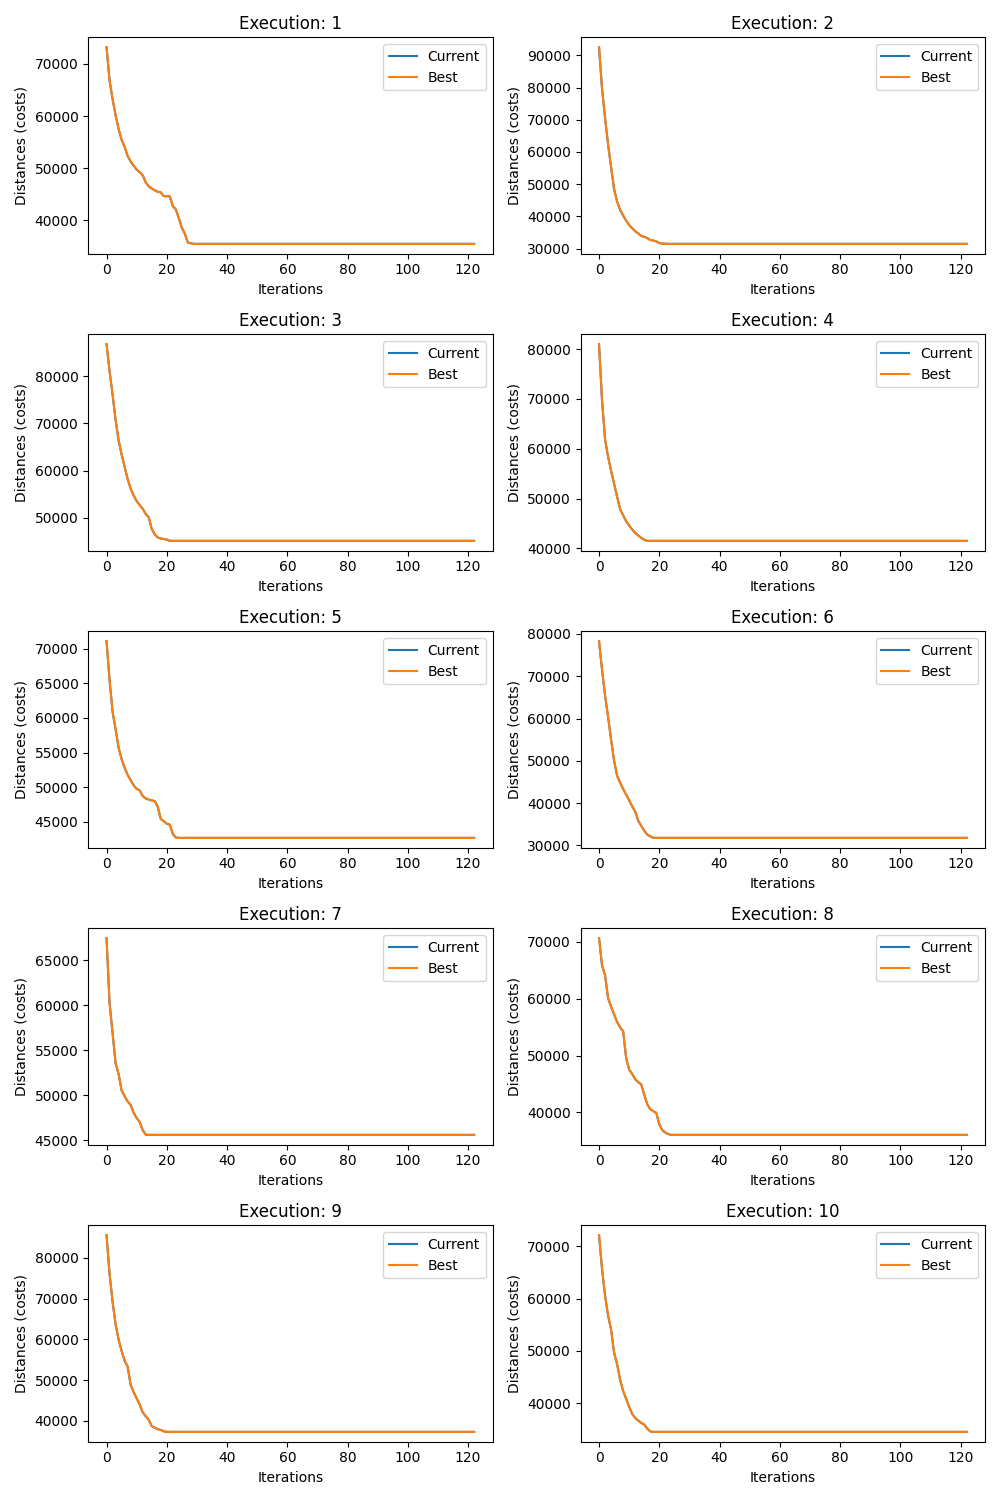 Execution: 1
Distances (costs)
70000
60000
50000
40000
Current
Best
0 20 40 60 80 100 120
Iterations
Execution: 2
Distances (costs)
90000
80000
70000
60000
50000
40000
30000
Current
Best
0 20 40 60 80 100 120
Iterations
Execution: 3
Distances (costs)
80000
70000
60000
50000
Current
Best
0 20 40 60 80 100 120
Iterations
Execution: 4
Distances (costs)
80000
70000
60000
50000
40000
Current
Best
0 20 40 60 80 100 120
Iterations
Execution: 5
Distances (costs)
70000
65000
60000
55000
50000
45000
Current
Best
0 20 40 60 80 100 120
Iterations
Execution: 6
Distances (costs)
80000
70000
60000
50000
40000
30000
Current
Best
0 20 40 60 80 100 120
Iterations
Execution: 7
Distances (costs)
65000
60000
55000
50000
45000
Current
Best
0 20 40 60 80 100 120
Iterations
Execution: 8
Distances (costs)
70000
60000
50000
40000
Current
Best
0 20 40 60 80 100 120
Iterations
Execution: 9
Distances (costs)
80000
70000
60000
50000
40000
Current
Best
0 20 40 60 80 100 120
Iterations
Execution: 10
Distances (costs)
70000
60000
50000
40000
Current
Best
0 20 40 60 80 100 120
Iterations